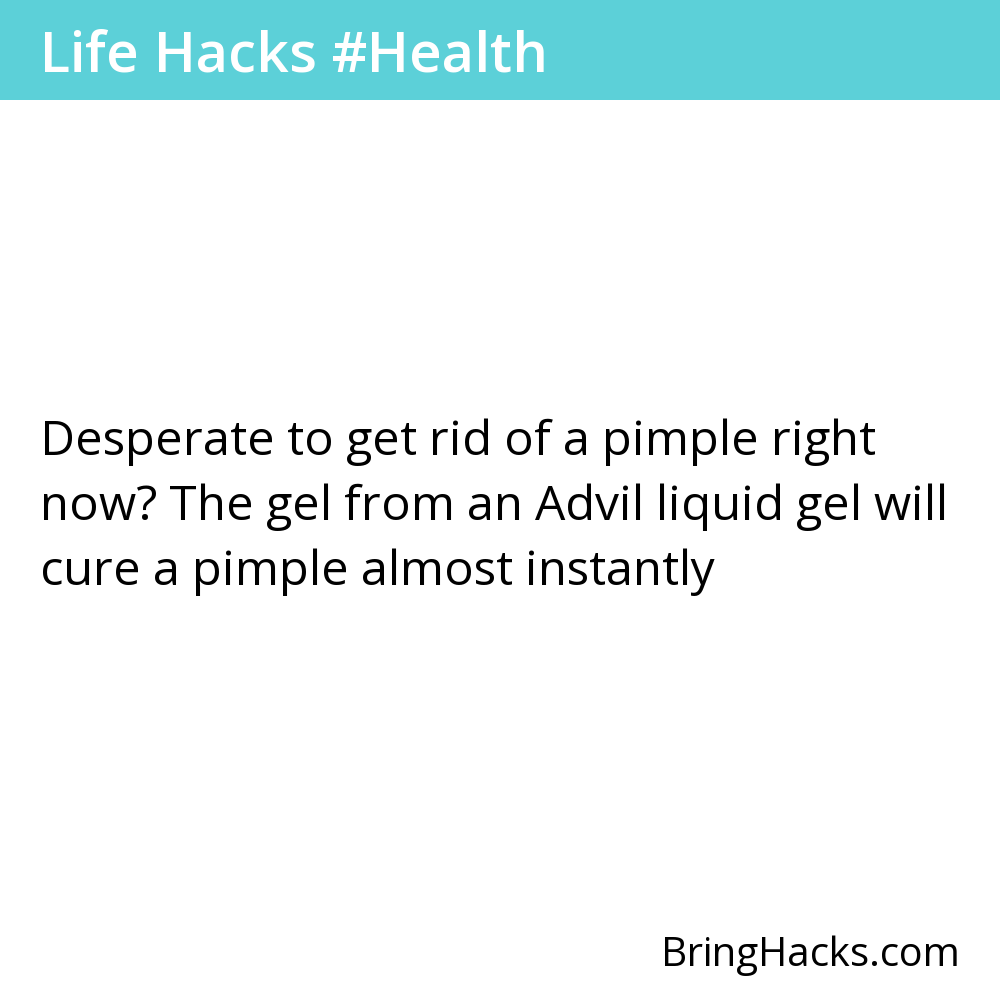 Life Hacks #Health
Desperate to get rid of a pimple right
now? The gel from an Advil liquid gel will
cure a pimple almost instantly
BringHacks.com